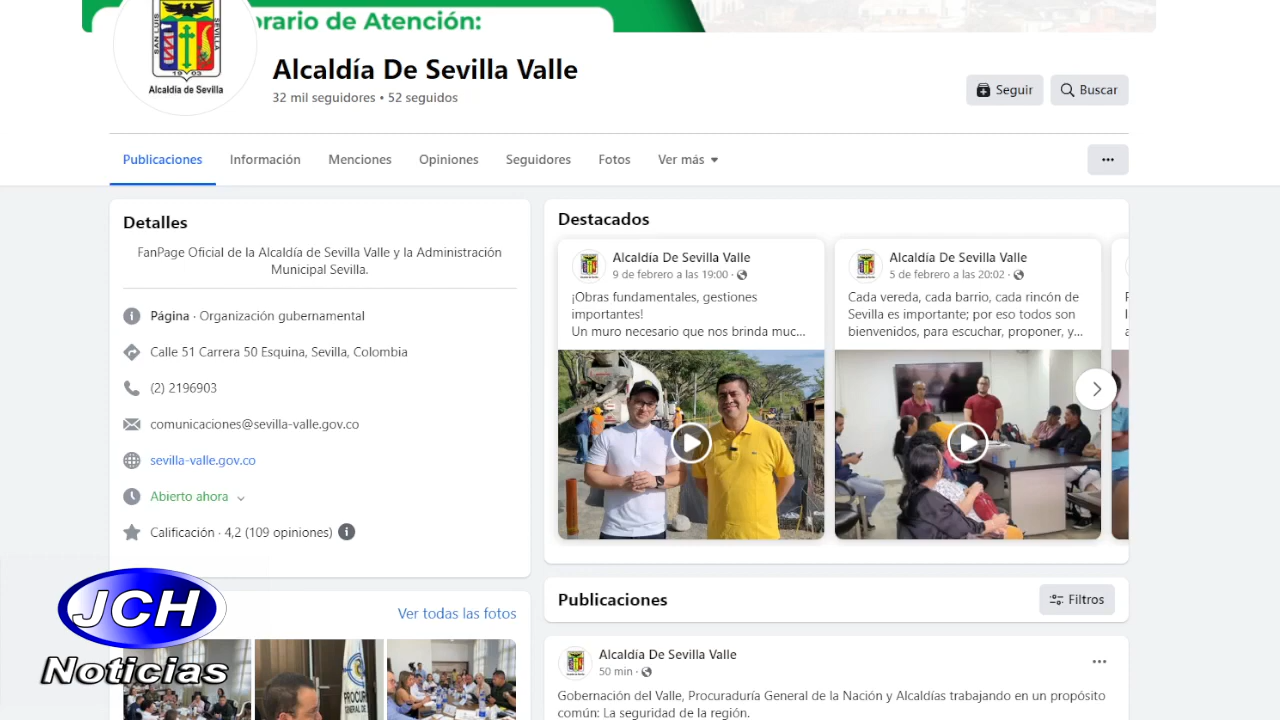 orario de Atención:
SAN LUIS
SEVILLA
1903
Alcaldía de Sevilla
Alcaldía De Sevilla Valle
32 mil seguidores • 52 seguidos
Seguir
Buscar
Publicaciones
Información
Menciones
Opiniones
Seguidores
Fotos
Ver más
Detalles
FanPage Oficial de la Alcaldía de Sevilla Valle y la Administración
Municipal Sevilla.
Página · Organización gubernamental
Calle 51 Carrera 50 Esquina, Sevilla, Colombia
(2) 2196903
comunicaciones@sevilla-valle.gov.co
sevilla-valle.gov.co
Abierto ahora
Calificación · 4,2 (109 opiniones)
Ver todas las fotos
PROCUR
GENERAL DE
JCH
Noticias
Destacados
Alcaldía De Sevilla Valle
9 de febrero a las 19:00 ·
¡Obras fundamentales, gestiones
importantes!
Un muro necesario que nos brinda muc...
Alcaldía De Sevilla Valle
5 de febrero a las 20:02 ·
Cada vereda, cada barrio, cada rincón de
Sevilla es importante; por eso todos son
bienvenidos, para escuchar, proponer, y...
Publicaciones
Filtros
Alcaldía De Sevilla Valle
50 min ·
Gobernación del Valle, Procuraduría General de la Nación y Alcaldías trabajando en un propósito
común: La seguridad de la región.